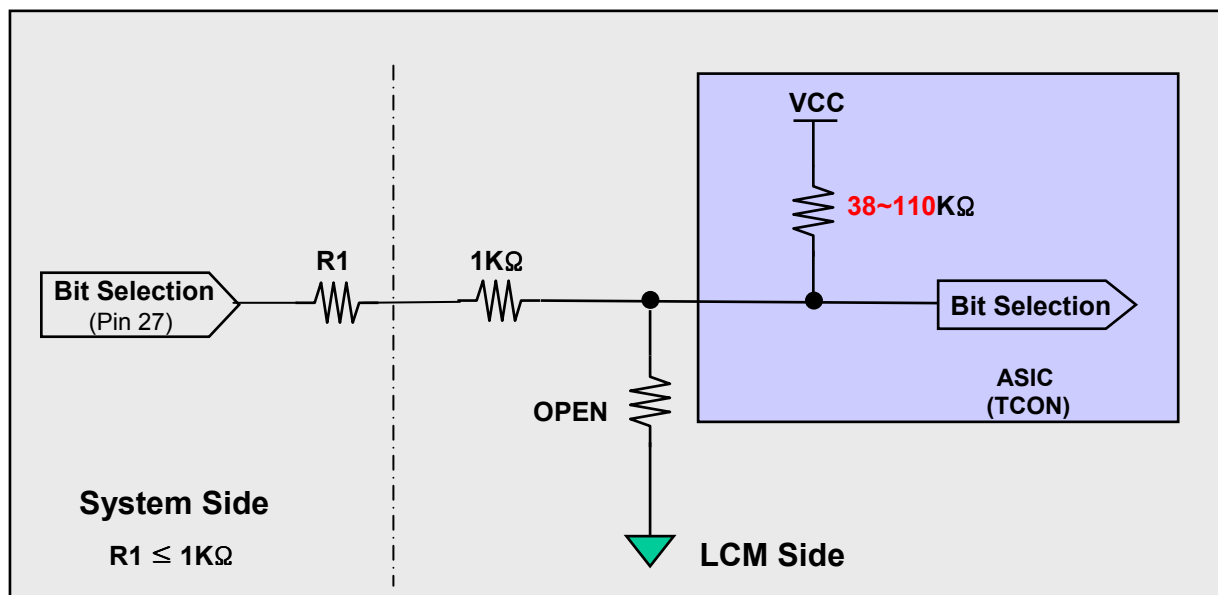 VCC
38~110KΩ
R1
1KΩ
Bit Selection
(Pin 27)
Bit Selection
ASIC
(TCON)
OPEN
System Side
R1 ≤ 1KΩ
LCM Side